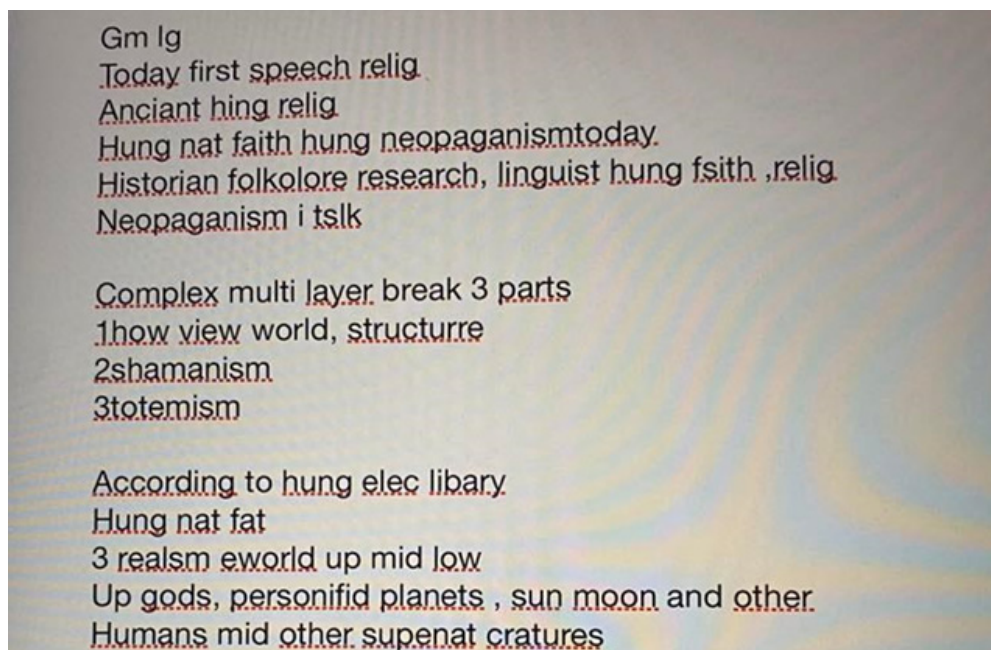 Gm lg
Today first speech relig
Anciant hing relig
Hung nat faith hung neopaganismtoday.
Historian folkolore research, linguist hung fsith ,relig
Neopaganism i tslk
Complex multi layer break 3 parts
1how view world, structurre
2shamanism
3totemism
According to hung elec libary
Hung nat fat
3 realsm eworld up mid low
Up gods, personifid planets , sun moon and other
Humans mid other supenat cratures